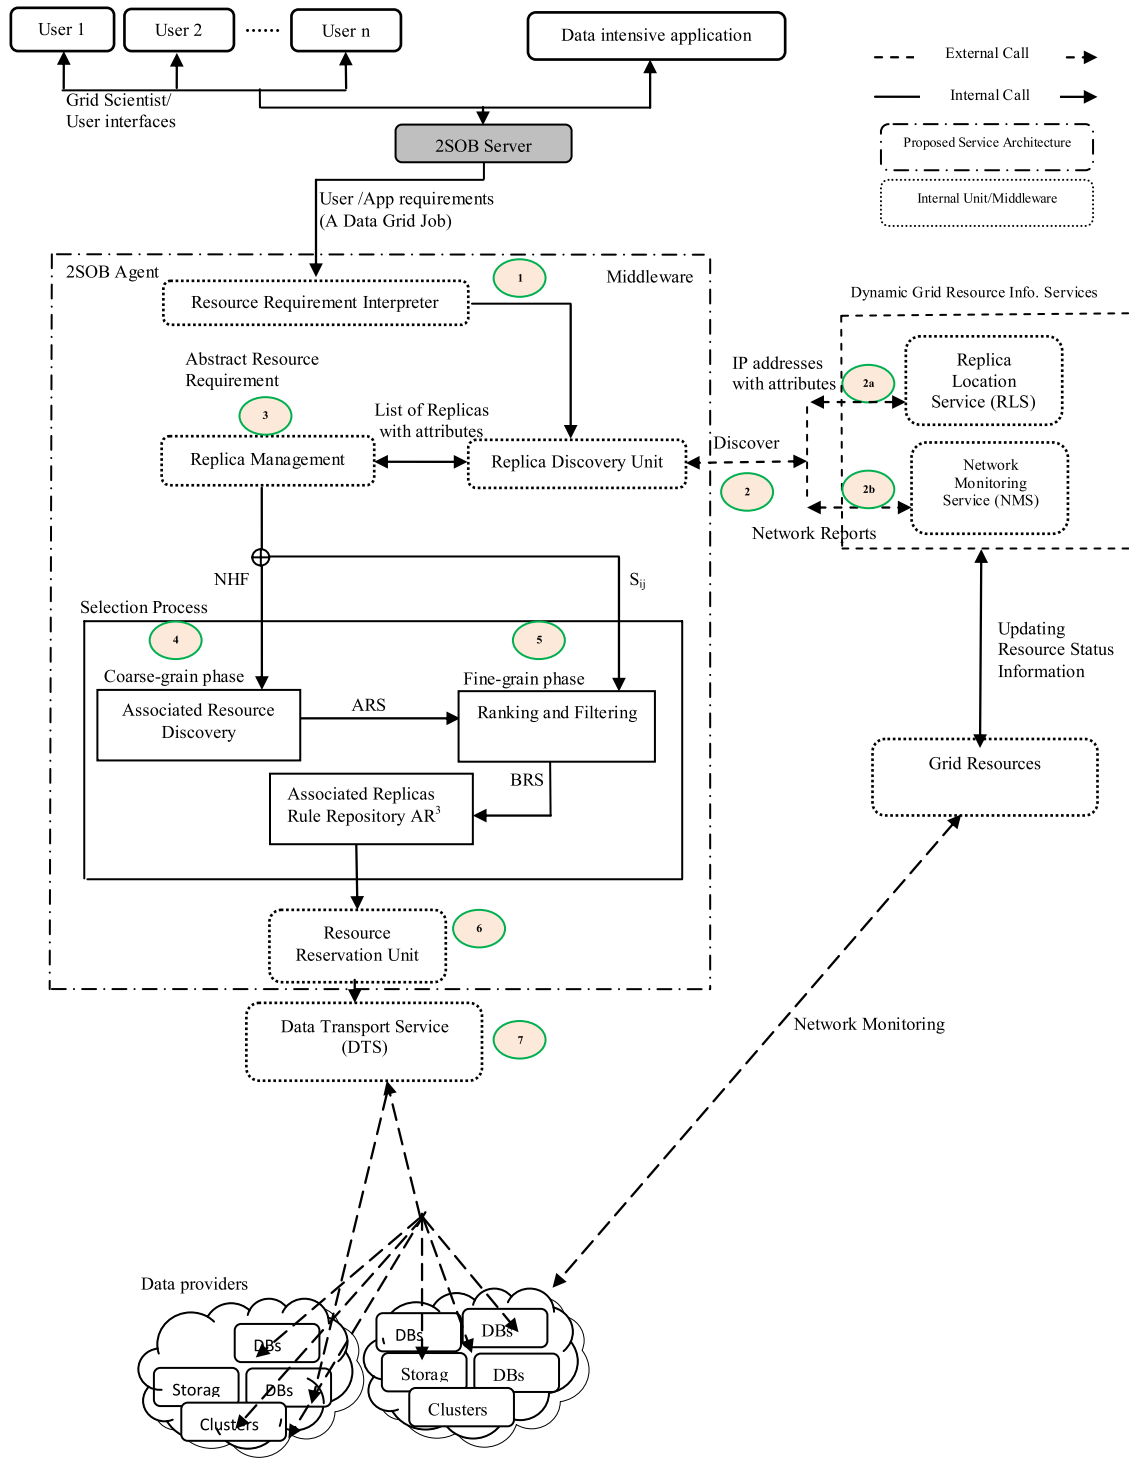 User 1
User 2
......
User n
Data intensive application
Grid Scientist/
User interfaces
2SOB Server
External Call
Internal Call
Proposed Service Architecture
Internal Unit/Middleware
User /App requirements
(A Data Grid Job)
2SOB Agent
1
Middleware
Resource Requirement Interpreter
Dynamic Grid Resource Info. Services
Abstract Resource
Requirement
3
List of Replicas
with attributes
IP addresses
with attributes
2a
Replica
Location
Service (RLS)
Replica Management
Replica Discovery Unit
Discover
2
2b
Network
Monitoring
Service (NMS)
Network Reports
NHF
Sij
Selection Process
4
5
Updating
Resource Status
Information
Coarse-grain phase
Fine-grain phase
Associated Resource
Discovery
ARS
Ranking and Filtering
BRS
Grid Resources
Associated Replicas
Rule Repository AR3
Resource
Reservation Unit
6
Data Transport Service
(DTS)
7
Network Monitoring
Data providers
DBs
Storag
DBs
Clusters
DBs
DBs
Storag
DBs
Clusters